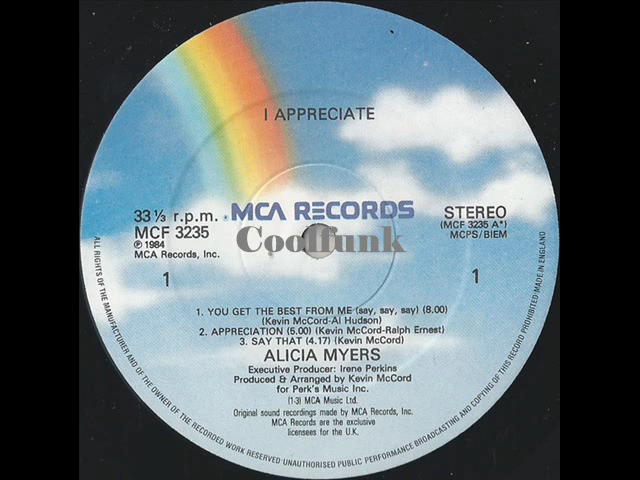 I APPRECIATE
33 1/3 r.p.m.
MCF 3235
℗ 1984
MCA Records, Inc.
MCA RECORDS
STEREO
(MCF 3235 A*)
MCPS/BIEM
Coolfunk
1
1
1. YOU GET THE BEST FROM ME (say, say, say) (8.00)
(Kevin McCord-Al Hudson)
2. APPRECIATION (5.00) (Kevin McCord-Ralph Ernest)
3. SAY THAT (4.17) (Kevin McCord)
ALICIA MYERS
Executive Producer: Irene Perkins
Produced & Arranged by Kevin McCord
for Perk's Music Inc.
(1-3) MCA Music Ltd.
Original sound recordings made by MCA Records, Inc.
MCA Records are the exclusive
licensees for the U.K.
ALL RIGHTS OF THE MANUFACTURER AND OF THE OWNER OF THE RECORDED WORK RESERVED·UNAUTHORISED PUBLIC PERFORMANCE BROADCASTING AND COPYING OF THIS RECORD PROHIBITED·MADE IN ENGLAND